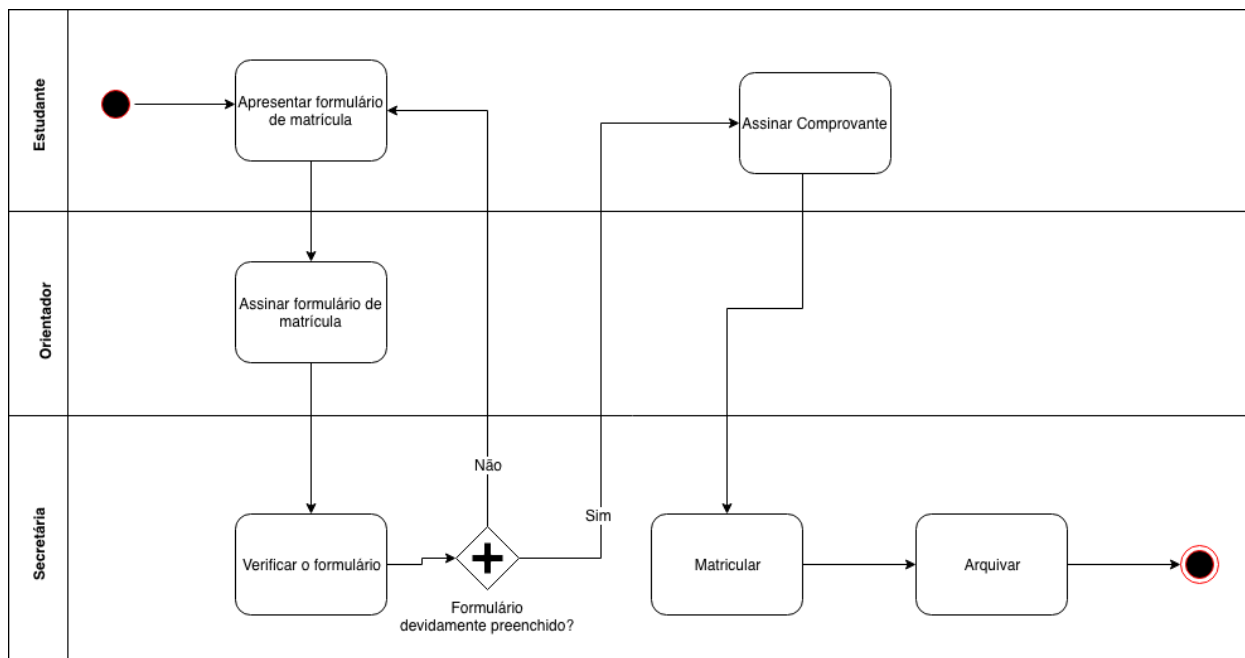 Estudante
Apresentar formulário
de matrícula
Assinar Comprovante
Orientador
Assinar formulário de
matrícula
Secretária
Não
Sim
Verificar o formulário
Formulário
devidamente preenchido?
Matricular
Arquivar